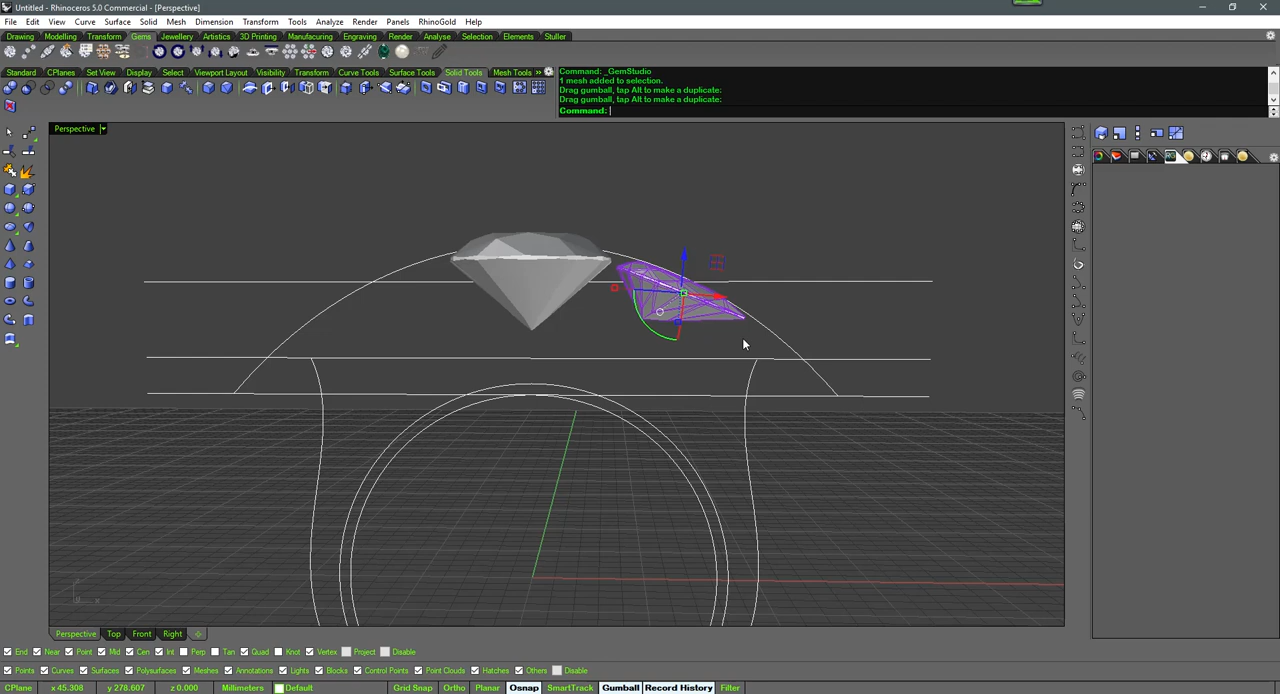 Untitled - Rhinoceros 5.0 Commercial - [Perspective]
File Edit View Curve Surface Solid Mesh Dimension Transform Tools Analyze Render Panels RhinoGold Help
Drawing Modelling Transform Gems Jewellery Artistics 3D Printing Manufacturing Engraving Render Analyse Selection Elements Stuller
Standard CPlanes Set View Display Select Viewport Layout Visibility Transform Curve Tools Surface Tools Solid Tools Mesh Tools »
Command: _GemStudio
1 mesh added to selection.
Drag gumball, tap Alt to make a duplicate:
Drag gumball, tap Alt to make a duplicate:
Command:
Perspective
Perspective Top Front Right
End Near Point Mid Cen Int Perp Tan Quad Knot Vertex Project Disable
Points Curves Surfaces Polysurfaces Meshes Annotations Lights Blocks Control Points Point Clouds Hatches Others Disable
CPlane x 45.308 y 278.607 z 0.000 Millimeters Default Grid Snap Ortho Planar Osnap SmartTrack Gumball Record History Filter